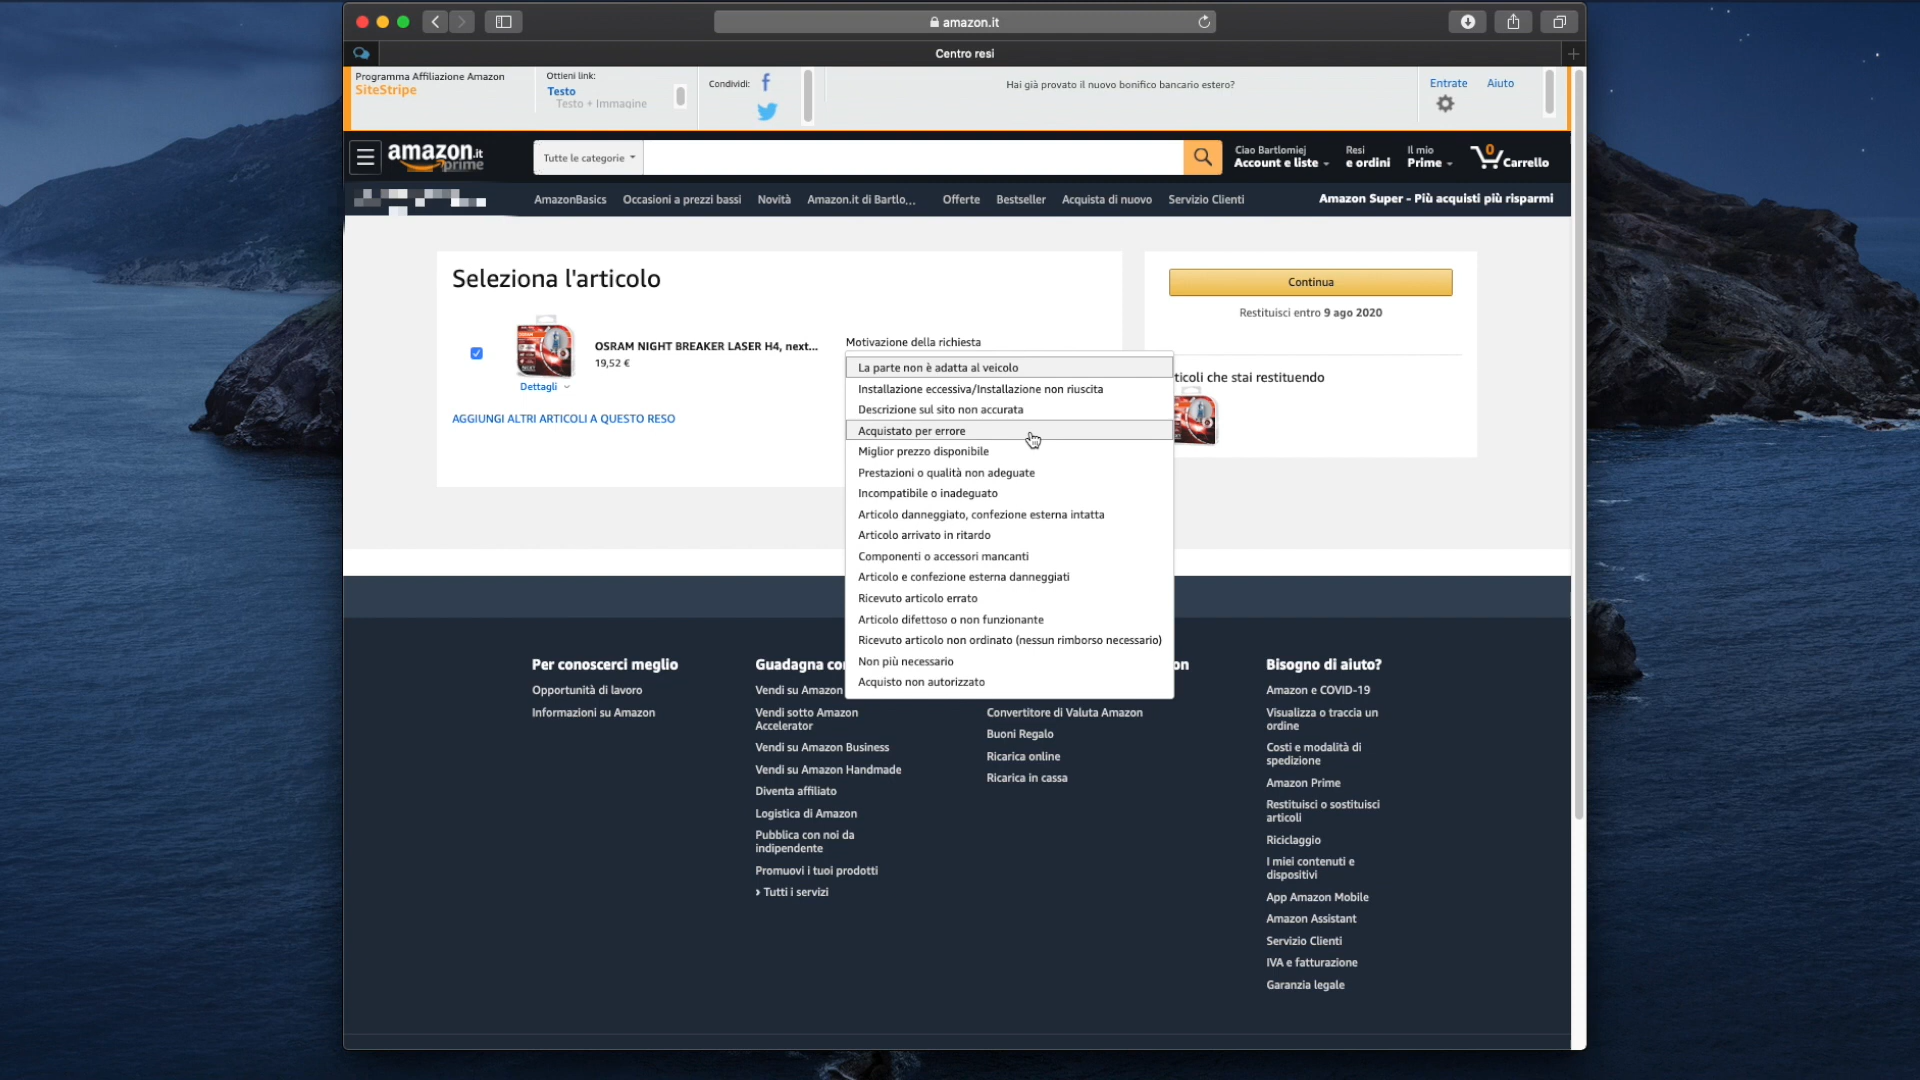 amazon.it
Centro resi
Programma Affiliazione Amazon
SiteStripe
Ottieni link:
Testo
Testo + Immagine
Condividi:
Hai già provato il nuovo bonifico bancario estero?
Entrate
Aiuto
amazon.it
prime
Tutte le categorie
Ciao Bartlomiej
Account e liste
Resi
e ordini
Il mio
Prime
0
Carrello
AmazonBasics
Occasioni a prezzi bassi
Novità
Amazon.it di Bartlo...
Offerte
Bestseller
Acquista di nuovo
Servizio Clienti
Amazon Super - Più acquisti più risparmi
Seleziona l'articolo
OSRAM NIGHT BREAKER LASER H4, next...
19,52 €
Dettagli
AGGIUNGI ALTRI ARTICOLI A QUESTO RESO
Motivazione della richiesta
La parte non è adatta al veicolo
Installazione eccessiva/Installazione non riuscita
Descrizione sul sito non accurata
Acquistato per errore
Miglior prezzo disponibile
Prestazioni o qualità non adeguate
Incompatibile o inadeguato
Articolo danneggiato, confezione esterna intatta
Articolo arrivato in ritardo
Componenti o accessori mancanti
Articolo e confezione esterna danneggiati
Ricevuto articolo errato
Articolo difettoso o non funzionante
Ricevuto articolo non ordinato (nessun rimborso necessario)
Non più necessario
Acquisto non autorizzato
Continua
Restituisci entro 9 ago 2020
ticoli che stai restituendo
Per conoscerci meglio
Opportunità di lavoro
Informazioni su Amazon
Guadagna co
Vendi su Amazon
Vendi sotto Amazon
Accelerator
Vendi su Amazon Business
Vendi su Amazon Handmade
Diventa affiliato
Logistica di Amazon
Pubblica con noi da
indipendente
Promuovi i tuoi prodotti
› Tutti i servizi
on
Convertitore di Valuta Amazon
Buoni Regalo
Ricarica online
Ricarica in cassa
Bisogno di aiuto?
Amazon e COVID-19
Visualizza o traccia un
ordine
Costi e modalità di
spedizione
Amazon Prime
Restituisci o sostituisci
articoli
Riciclaggio
I miei contenuti e
dispositivi
App Amazon Mobile
Amazon Assistant
Servizio Clienti
IVA e fatturazione
Garanzia legale